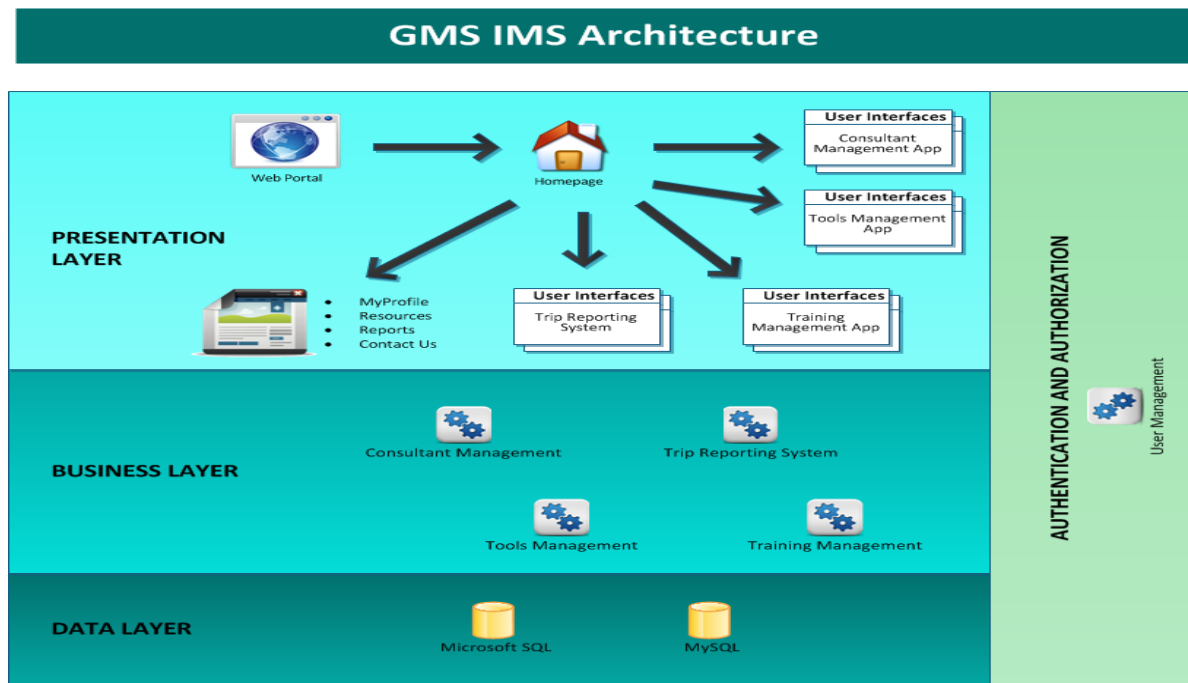 GMS IMS Architecture
Web Portal
Homepage
User Interfaces
Consultant
Management App
User Interfaces
Tools Management
App
PRESENTATION
LAYER
• MyProfile
• Resources
• Reports
• Contact Us
User Interfaces
Trip Reporting
System
User Interfaces
Training
Management App
BUSINESS LAYER
Consultant Management
Trip Reporting System
Tools Management
Training Management
DATA LAYER
Microsoft SQL
MySQL
AUTHENTICATION AND AUTHORIZATION
User Management